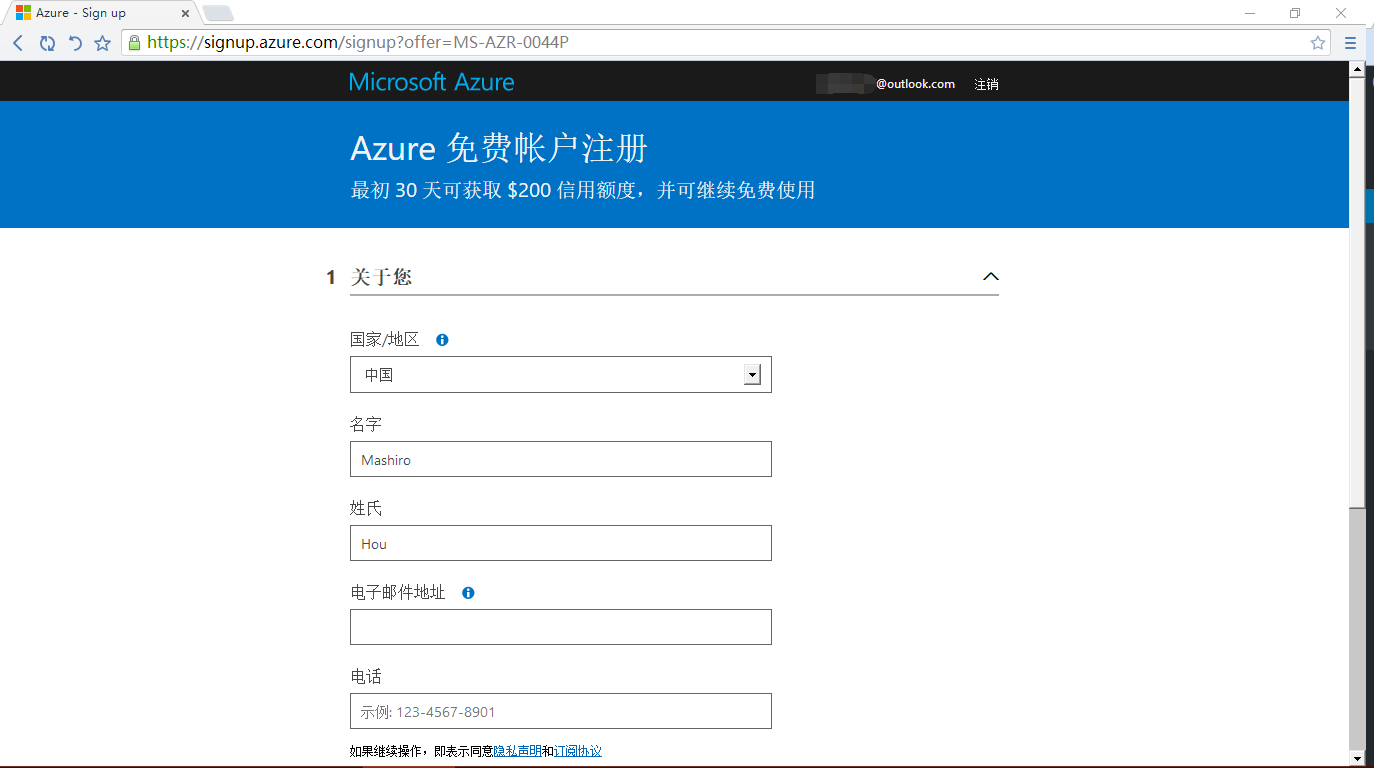 Azure - Sign up
https://signup.azure.com/signup?offer=MS-AZR-0044P
Microsoft Azure
@outlook.com 注销
Azure 免费帐户注册
最初 30 天可获取 $200 信用额度，并可继续免费使用
1 关于您
国家/地区
中国
名字
Mashiro
姓氏
Hou
电子邮件地址
电话
示例: 123-4567-8901
如果继续操作，即表示同意隐私声明和订阅协议